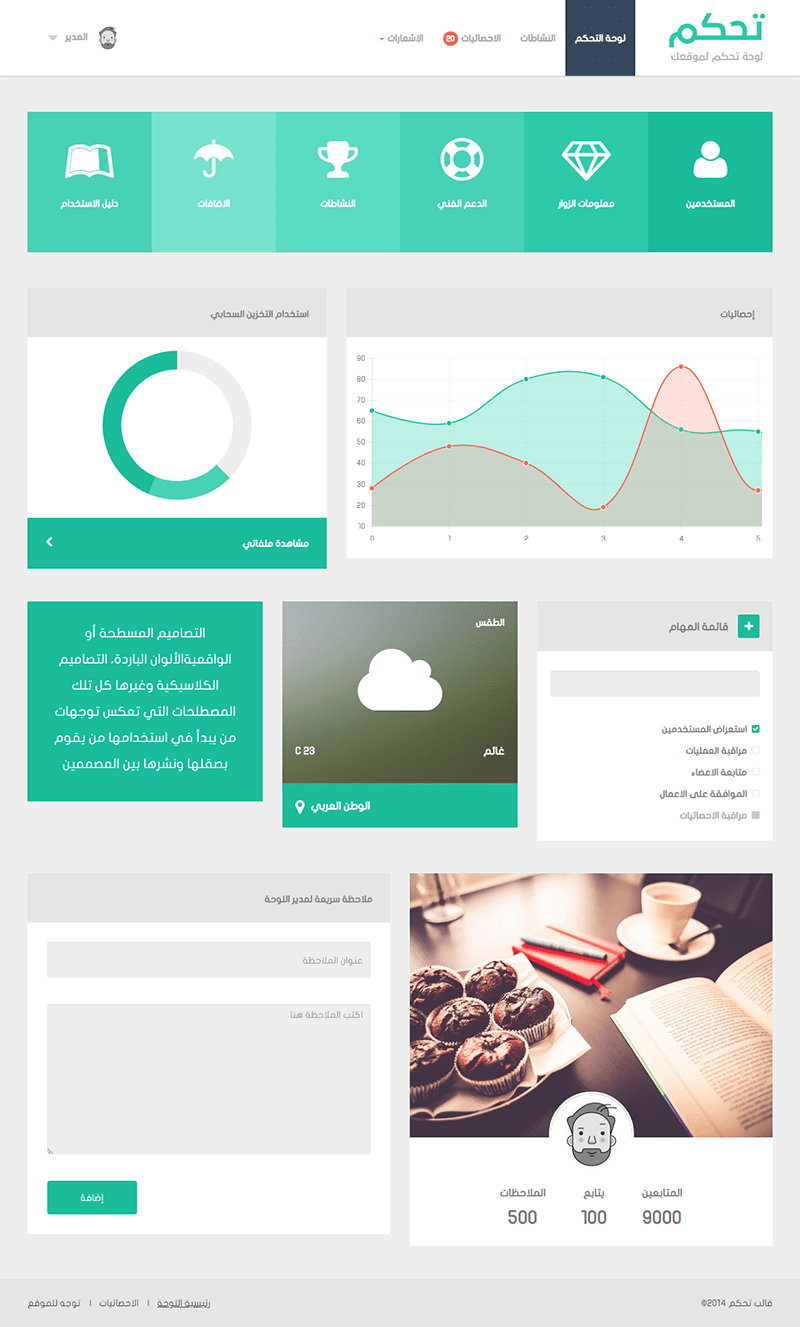 تحكم
لوحة تحكم لموقعك
لوحة التحكم
النشاطات
الاحصائيات 20
الاشعارات
المدير
المستخدمين
معلومات الزوار
الدعم الفني
النشاطات
الاضافات
دليل الاستخدام
إحصائيات
90
80
70
60
50
40
30
20
10
0 1 2 3 4 5
استخدام التخزين السحابي
مشاهدة ملفاتي
قائمة المهام
استعراض المستخدمين
مراقبة العمليات
متابعة الاعضاء
الموافقة على الاعمال
مراقبة الاحصائيات
الطقس
غائم
23 C
الوطن العربي
التصاميم المسطحة أو
الواقعيةالألوان الباردة، التصاميم
الكلاسيكية وغيرها كل تلك
المصطلحات التي تعكس توجهات
من يبدأ في استخدامها من يقوم
بصقلها ونشرها بين المصممين
المتابعين
9000
يتابع
100
الملاحظات
500
ملاحظة سريعة لمدير اللوحة
عنوان الملاحظة
اكتب الملاحظة هنا
إضافة
قالب تحكم 2014©
رئيسية اللوحة | الاحصائيات | توجه للموقع